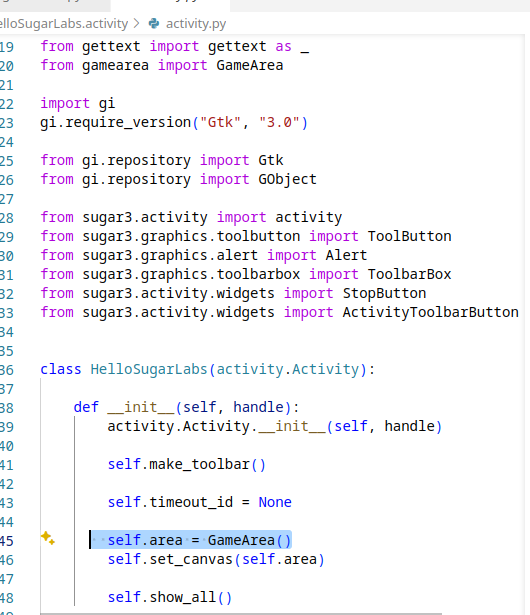 elloSugarLabs.activity > activity.py
19 from gettext import gettext as _
20 from gamearea import GameArea
21
22 import gi
23 gi.require_version("Gtk", "3.0")
24
25 from gi.repository import Gtk
26 from gi.repository import GObject
27
28 from sugar3.activity import activity
29 from sugar3.graphics.toolbutton import ToolButton
30 from sugar3.graphics.alert import Alert
31 from sugar3.graphics.toolbarbox import ToolbarBox
32 from sugar3.activity.widgets import StopButton
33 from sugar3.activity.widgets import ActivityToolbarButton
34
35
36 class HelloSugarLabs(activity.Activity):
37
38 def __init__(self, handle):
39 activity.Activity.__init__(self, handle)
40
41 self.make_toolbar()
42
43 self.timeout_id = None
44
45 self.area = GameArea()
46 self.set_canvas(self.area)
47
48 self.show_all()